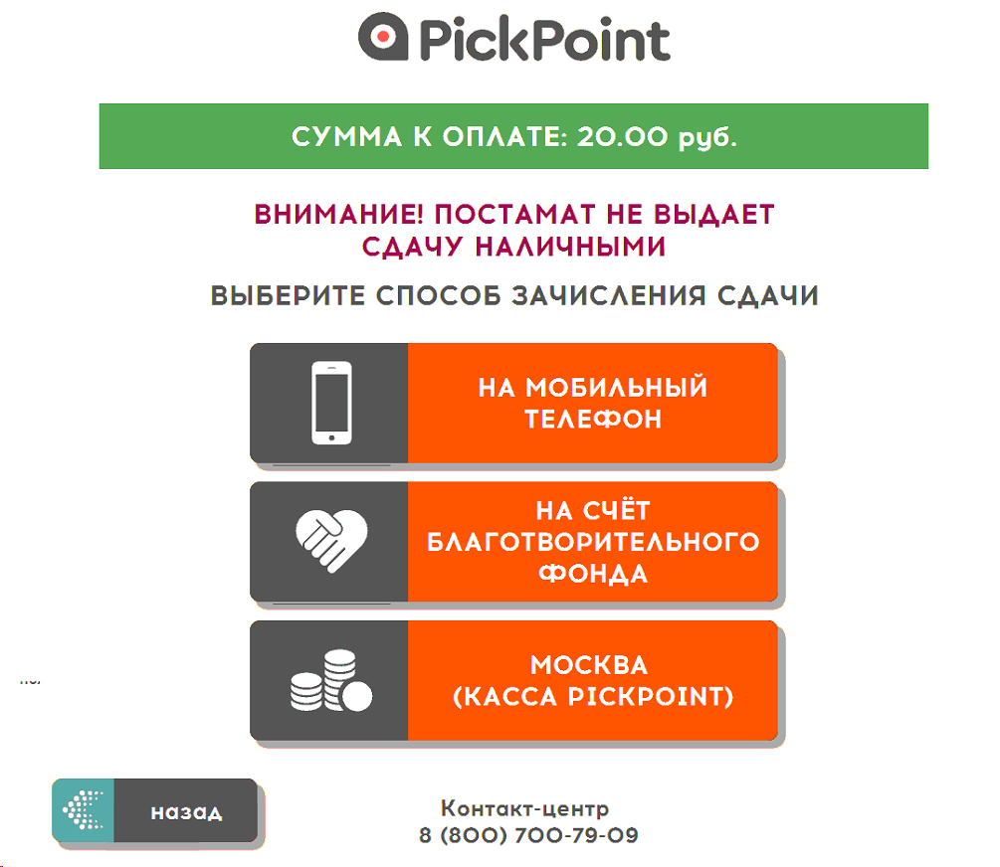 PickPoint
СУММА К ОПЛАТЕ: 20.00 руб.
ВНИМАНИЕ! ПОСТАМАТ НЕ ВЫДАЕТ
СДАЧУ НАЛИЧНЫМИ
ВЫБЕРИТЕ СПОСОБ ЗАЧИСЛЕНИЯ СДАЧИ
НА МОБИЛЬНЫЙ
ТЕЛЕФОН
НА СЧЁТ
БЛАГОТВОРИТЕЛЬНОГО
ФОНДА
МОСКВА
(КАССА PICKPOINT)
назад
Контакт-центр
8 (800) 700-79-09